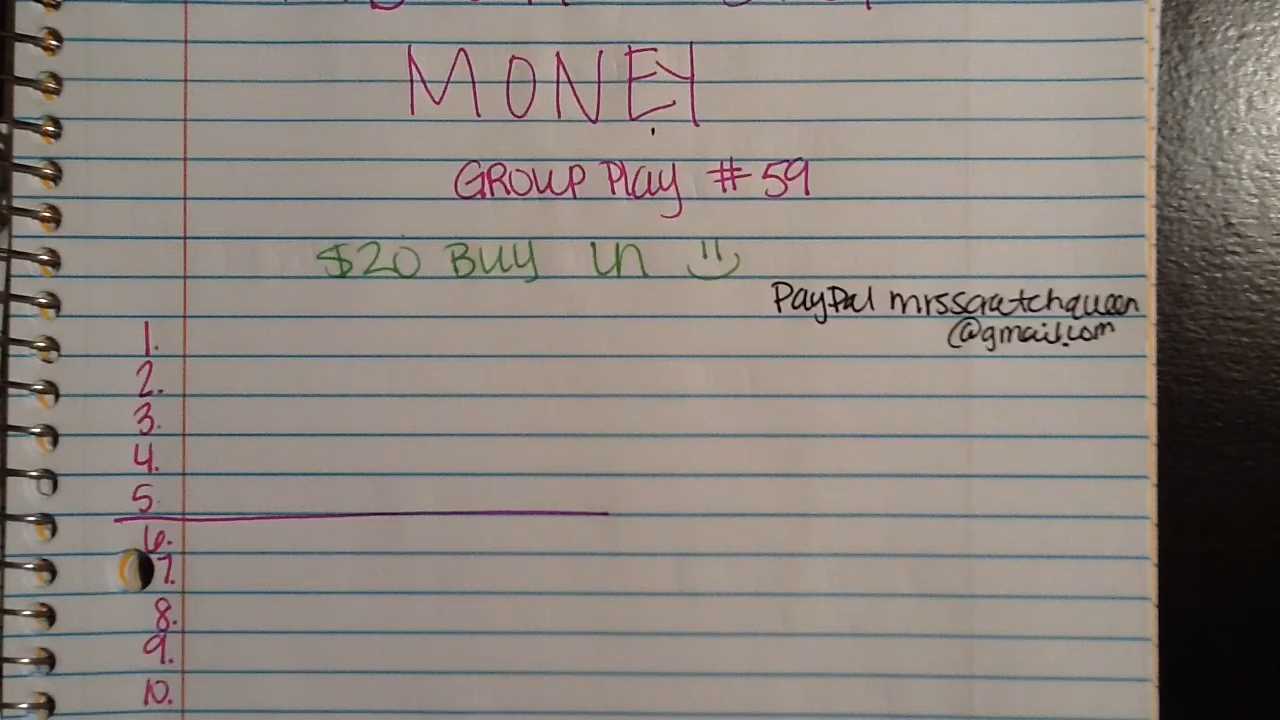 MONEY
GROUP Play #59
$20 Buy in
PayPal mrsscratchqueen
@gmail.com
1.
2.
3.
4.
5.
6.
7.
8.
9.
10.